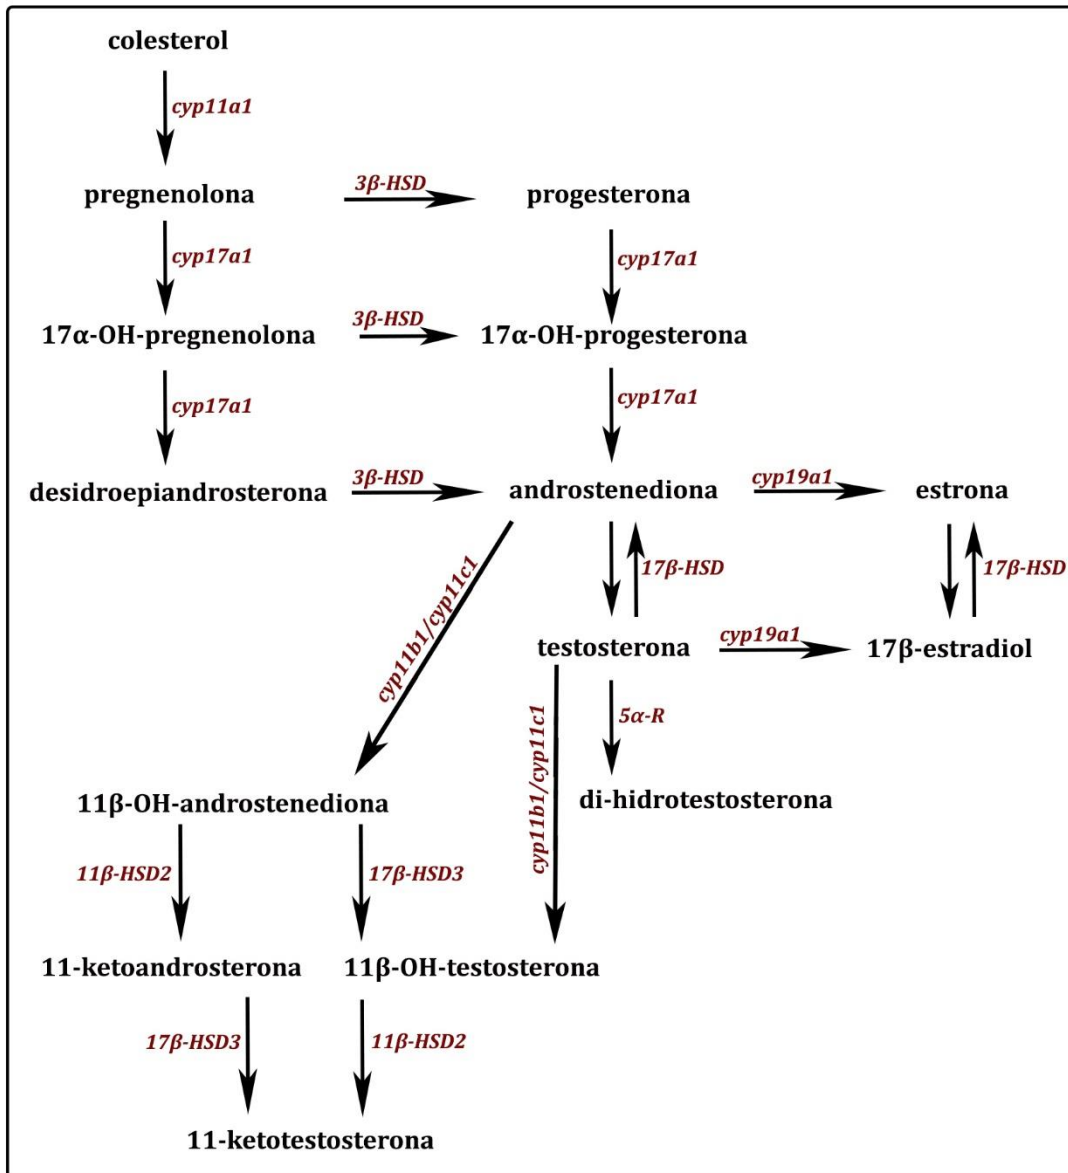 colesterol
cyp11a1
pregnenolona
3β-HSD
progesterona
cyp17a1
cyp17a1
17α-OH-pregnenolona
3β-HSD
17α-OH-progesterona
cyp17a1
cyp17a1
desidroepiandrosterona
3β-HSD
androstenediona
cyp19a1
estrona
cyp11b1/cyp11c1
17β-HSD
17β-HSD
testosterona
cyp19a1
17β-estradiol
cyp11b1/cyp11c1
5α-R
11β-OH-androstenediona
di-hidrotestosterona
11β-HSD2
17β-HSD3
11-ketoandrosterona
11β-OH-testosterona
17β-HSD3
11β-HSD2
11-ketotestosterona